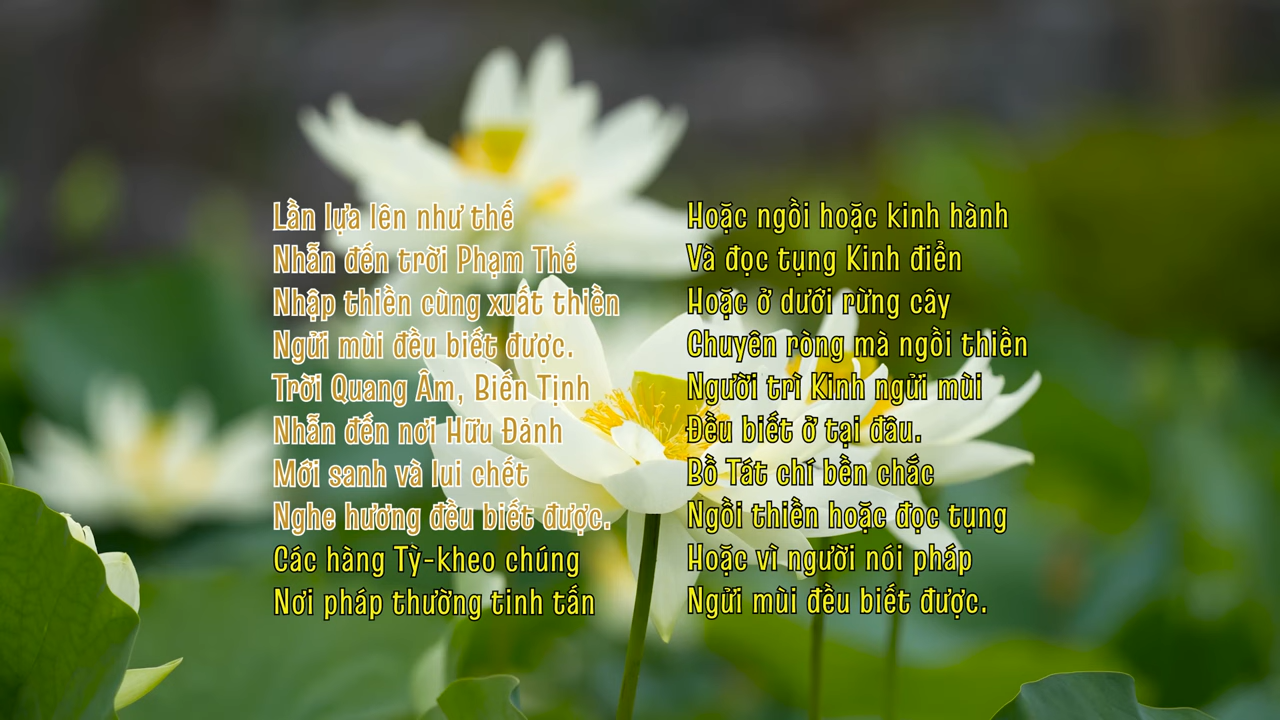 Lần lựa lên như thế
Nhẫn đến trời Phạm Thế
Nhập thiền cùng xuất thiền
Ngửi mùi đều biết được.
Trời Quang Âm, Biến Tịnh
Nhẫn đến nơi Hữu Đảnh
Mới sanh và lui chết
Nghe hương đều biết được.
Các hàng Tỳ-kheo chúng
Nơi pháp thường tinh tấn
Hoặc ngồi hoặc kinh hành
Và đọc tụng Kinh điển
Hoặc ở dưới rừng cây
Chuyên ròng mà ngồi thiền
Người trì Kinh ngửi mùi
Đều biết ở tại đâu.
Bồ Tát chí bền chắc
Ngồi thiền hoặc đọc tụng
Hoặc vì người nói pháp
Ngửi mùi đều biết được.